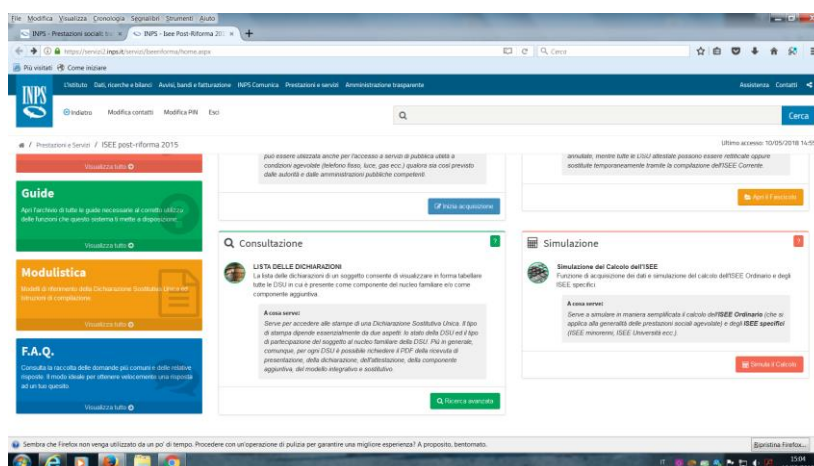 File Modifica Visualizza Cronologia Segnalibri Strumenti Aiuto
INPS - Prestazioni sociali:
INPS - Isee Post-Riforma 20
https://servizi2.inps.it/servizi/Iseeriforma/home.aspx
Cerca
Più visitati Come iniziare
INPS
L'Istituto Dati, ricerche e bilanci Avvisi, bandi e fatturazione INPS Comunica Prestazioni e servizi Amministrazione trasparente
Assistenza Contatti
Indietro Modifica contatti Modifica PIN Esci
Cerca
/ Prestazioni e Servizi / ISEE post-riforma 2015
Ultimo accesso: 10/05/2018 14:55
Visualizza tutto
Guide
Apri l'archivio di tutte le guide necessarie al corretto utilizzo
delle funzioni che questo sistema ti mette a disposizione.
Visualizza tutto
Modulistica
Modelli di riferimento della Dichiarazione Sostitutiva Unica ed
istruzioni di compilazione.
Visualizza tutto
F.A.Q.
Consulta la raccolta delle domande più comuni e delle relative
risposte. Il modo ideale per ottenere velocemente una risposta
ad un tuo quesito.
Visualizza tutto
può essere utilizzata anche per l'accesso a servizi di pubblica utilità a
condizioni agevolate (telefono fisso, luce, gas ecc.) qualora sia così previsto
dalle autorità e dalle amministrazioni pubbliche competenti.
Inizia acquisizione
annullate, mentre tutte le DSU attestate possono essere rettificate oppure
sostituite temporaneamente tramite la compilazione dell'ISEE Corrente.
Apri il Fascicolo
Consultazione
?
LISTA DELLE DICHIARAZIONI
La lista delle dichiarazioni di un soggetto consente di visualizzare in forma tabellare
tutte le DSU in cui è presente come componente del nucleo familiare e/o come
componente aggiuntiva.
A cosa serve:
Serve per accedere alle stampe di una Dichiarazione Sostitutiva Unica. Il tipo
di stampa dipende essenzialmente da due aspetti: lo stato della DSU ed il tipo
di partecipazione del soggetto al nucleo familiare della DSU. Più in generale,
comunque, per ogni DSU è possibile richiedere il PDF della ricevuta di
presentazione, della dichiarazione, dell'attestazione, della componente
aggiuntiva, del modello integrativo e sostitutivo.
Ricerca avanzata
Simulazione
?
Simulazione del Calcolo dell'ISEE
Funzione di acquisizione dei dati e simulazione del calcolo dell'ISEE Ordinario e degli
ISEE specifici
A cosa serve:
Serve a simulare in maniera semplificata il calcolo dell'ISEE Ordinario (che si
applica alla generalità delle prestazioni sociali agevolate) e degli ISEE specifici
(ISEE minorenni, ISEE Università ecc.).
Simula il Calcolo
Sembra che Firefox non venga utilizzato da un po' di tempo. Procedere con un'operazione di pulizia per garantire una migliore esperienza? A proposito, bentornato.
Ripristina Firefox...
IT
15:04